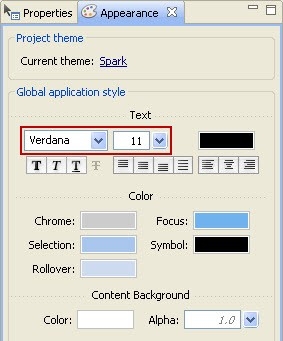 Properties Appearance
Project theme
Current theme: Spark
Global application style
Text
Verdana 11
T T T T
Color
Chrome: Focus:
Selection: Symbol:
Rollover:
Content Background
Color: Alpha: 1.0